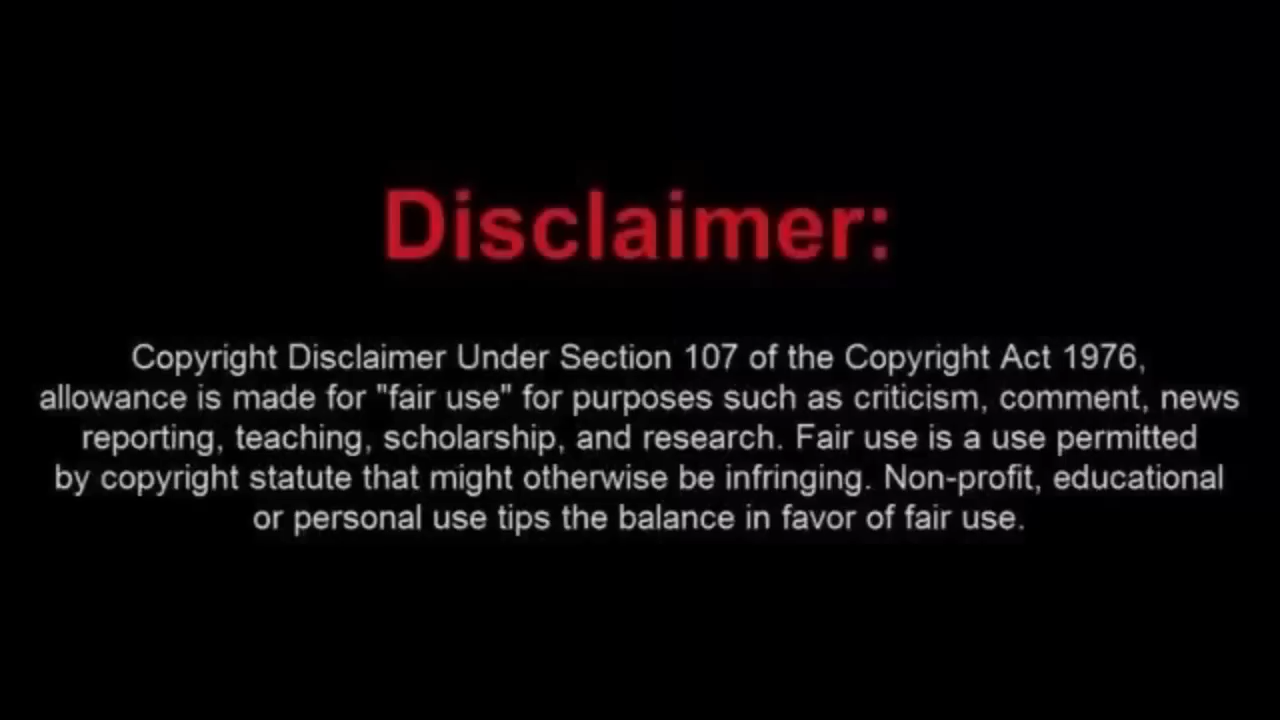 Disclaimer:
Copyright Disclaimer Under Section 107 of the Copyright Act 1976,
allowance is made for "fair use" for purposes such as criticism, comment, news
reporting, teaching, scholarship, and research. Fair use is a use permitted
by copyright statute that might otherwise be infringing. Non-profit, educational
or personal use tips the balance in favor of fair use.